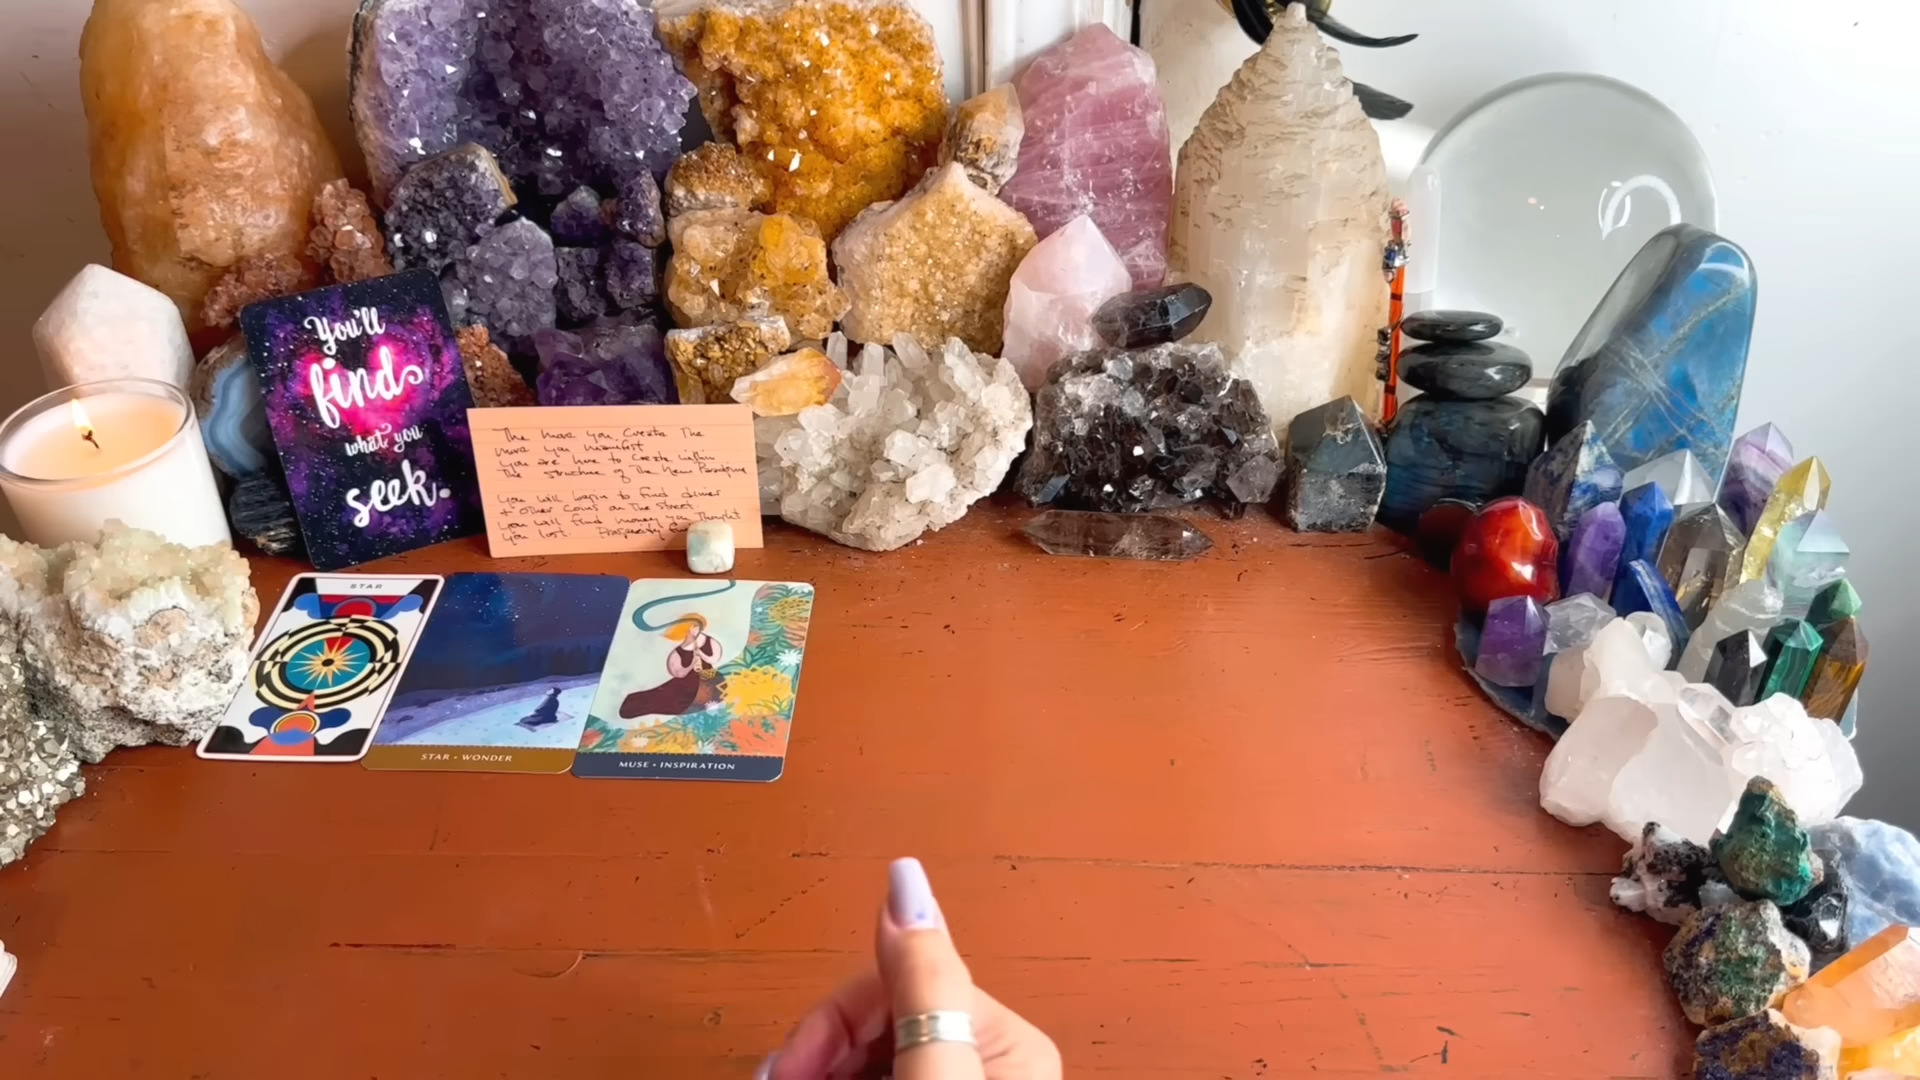 You'll
find
what you
seek.
The more you Create The
more you manifest
you are here to Create within
The structure of The New Paradigm
you will begin to find dimes
+ other coins on the street.
you will find money you Thought
you lost. Prosperity
STAR
STAR • WONDER
MUSE • INSPIRATION